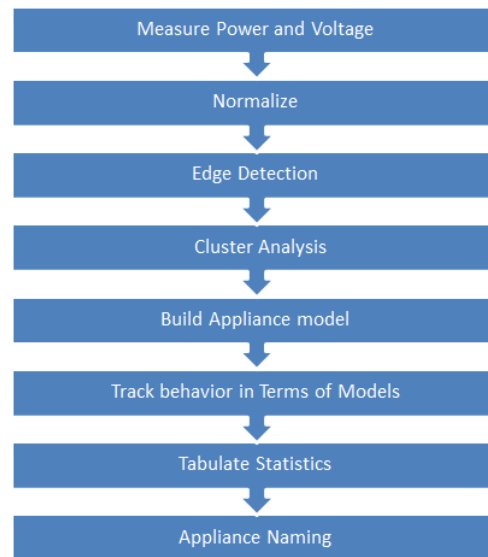 Measure Power and Voltage
Normalize
Edge Detection
Cluster Analysis
Build Appliance model
Track behavior in Terms of Models
Tabulate Statistics
Appliance Naming